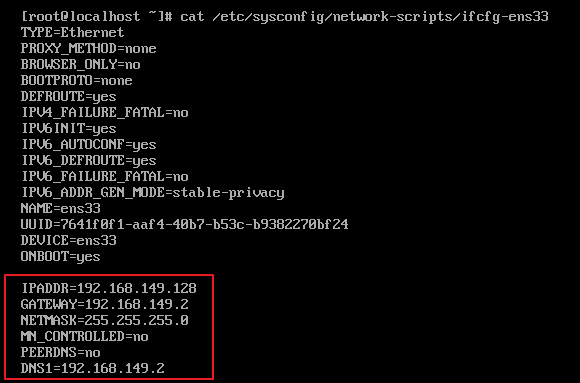 [root@localhost ~]# cat /etc/sysconfig/network-scripts/ifcfg-ens33
TYPE=Ethernet
PROXY_METHOD=none
BROWSER_ONLY=no
BOOTPROTO=none
DEFROUTE=yes
IPV4_FAILURE_FATAL=no
IPV6INIT=yes
IPV6_AUTOCONF=yes
IPV6_DEFROUTE=yes
IPV6_FAILURE_FATAL=no
IPV6_ADDR_GEN_MODE=stable-privacy
NAME=ens33
UUID=7641f0f1-aaf4-40b7-b53c-b9382270bf24
DEVICE=ens33
ONBOOT=yes
IPADDR=192.168.149.128
GATEWAY=192.168.149.2
NETMASK=255.255.255.0
MN_CONTROLLED=no
PEERDNS=no
DNS1=192.168.149.2